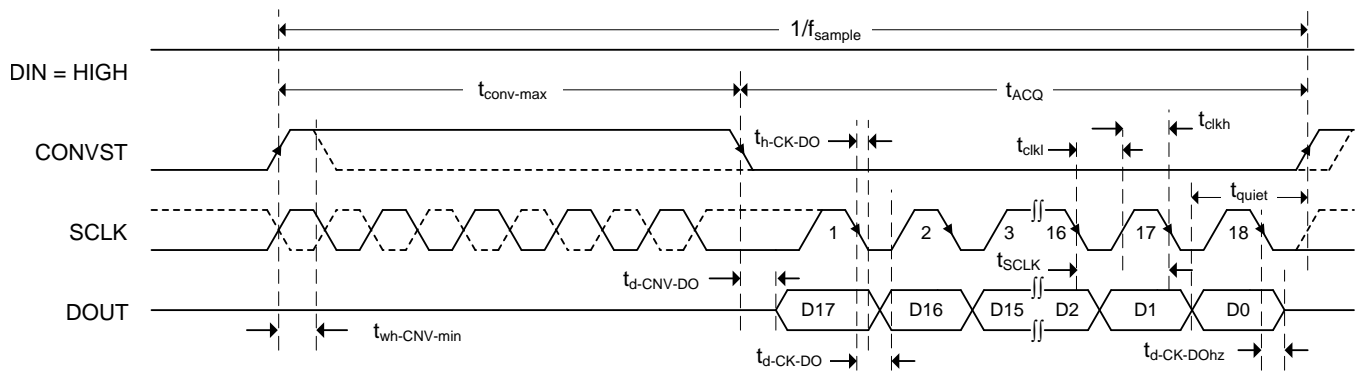 1/fsample
DIN = HIGH
tconv-max
tACQ
CONVST
th-CK-DO
tclkl
tclkh
tquiet
SCLK
1
2
3
16
17
18
tSCLK
td-CNV-DO
DOUT
D17
D16
D15
D2
D1
D0
twh-CNV-min
td-CK-DO
td-CK-DOhz